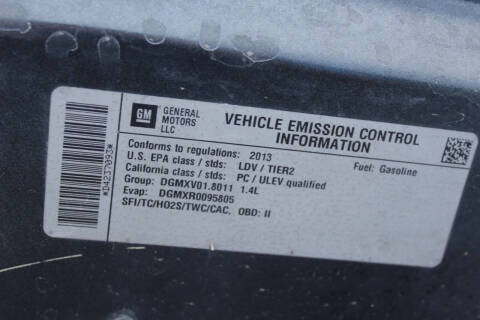 GM
GENERAL
MOTORS
LLC
VEHICLE EMISSION CONTROL
INFORMATION
Conforms to regulations: 2013
Fuel: Gasoline
U.S. EPA class / stds: LDV / TIER2
California class / stds: PC / ULEV qualified
Group: DGMXV01.8011 1.4L
Evap: DGMXR0095805
SFI/TC/HO2S/TWC/CAC, OBD: II
*D4237093*